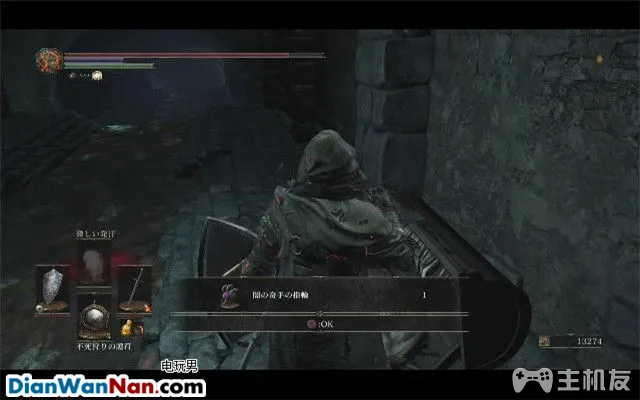 激しい発汗
闇の奇手の指輪 1
:OK
不死狩りの護符
13274
电玩男
DianWanNan.com
主机友